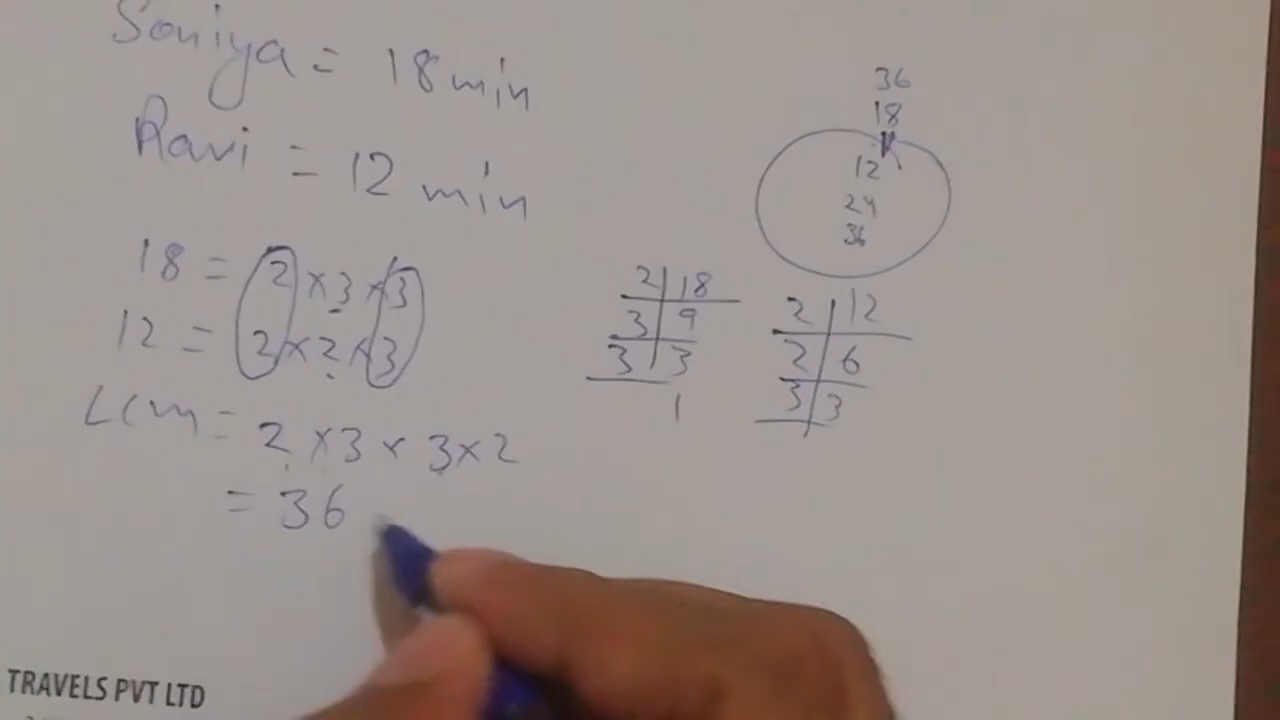 Soniya = 18 min
Ravi = 12 min
18 = 2 × 3 × 3
12 = 2 × 2 × 3
LCM = 2 × 3 × 3 × 2
= 36
36
18
12
24
36
2 | 18
3 | 9
3 | 3
1
2 | 12
2 | 6
3 | 3
TRAVELS PVT LTD